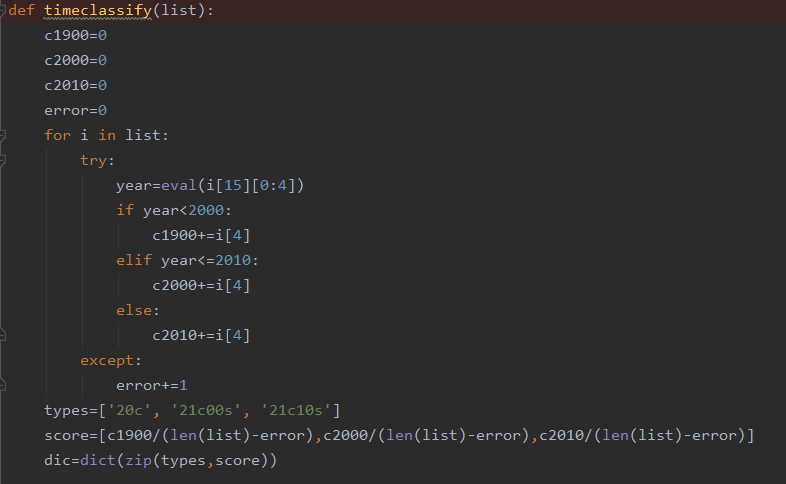 def timeclassify(list):
    c1900=0
    c2000=0
    c2010=0
    error=0
    for i in list:
        try:
            year=eval(i[15][0:4])
            if year<2000:
                c1900+=i[4]
            elif year<=2010:
                c2000+=i[4]
            else:
                c2010+=i[4]
        except:
            error+=1
    types=['20c', '21c00s', '21c10s']
    score=[c1900/(len(list)-error),c2000/(len(list)-error),c2010/(len(list)-error)]
    dic=dict(zip(types,score))